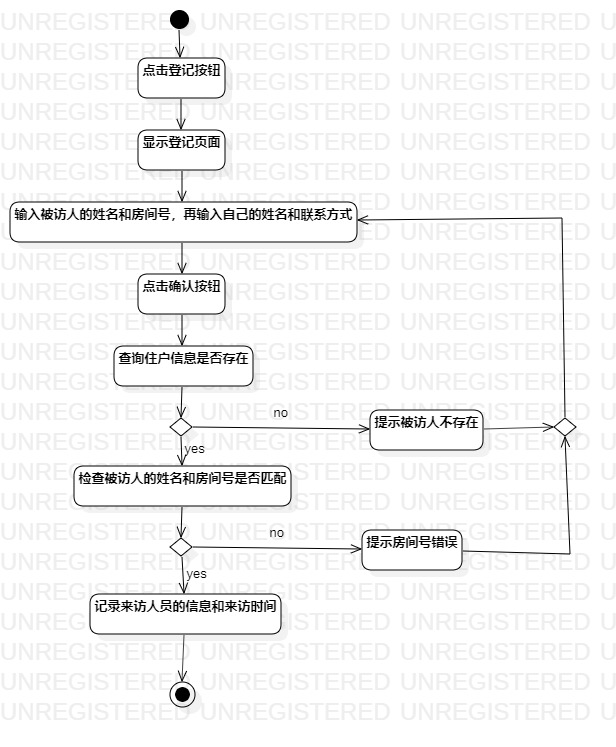 点击登记按钮
显示登记页面
输入被访人的姓名和房间号，再输入自己的姓名和联系方式
点击确认按钮
查询住户信息是否存在
no
提示被访人不存在
yes
检查被访人的姓名和房间号是否匹配
no
提示房间号错误
yes
记录来访人员的信息和来访时间
UNREGISTERED